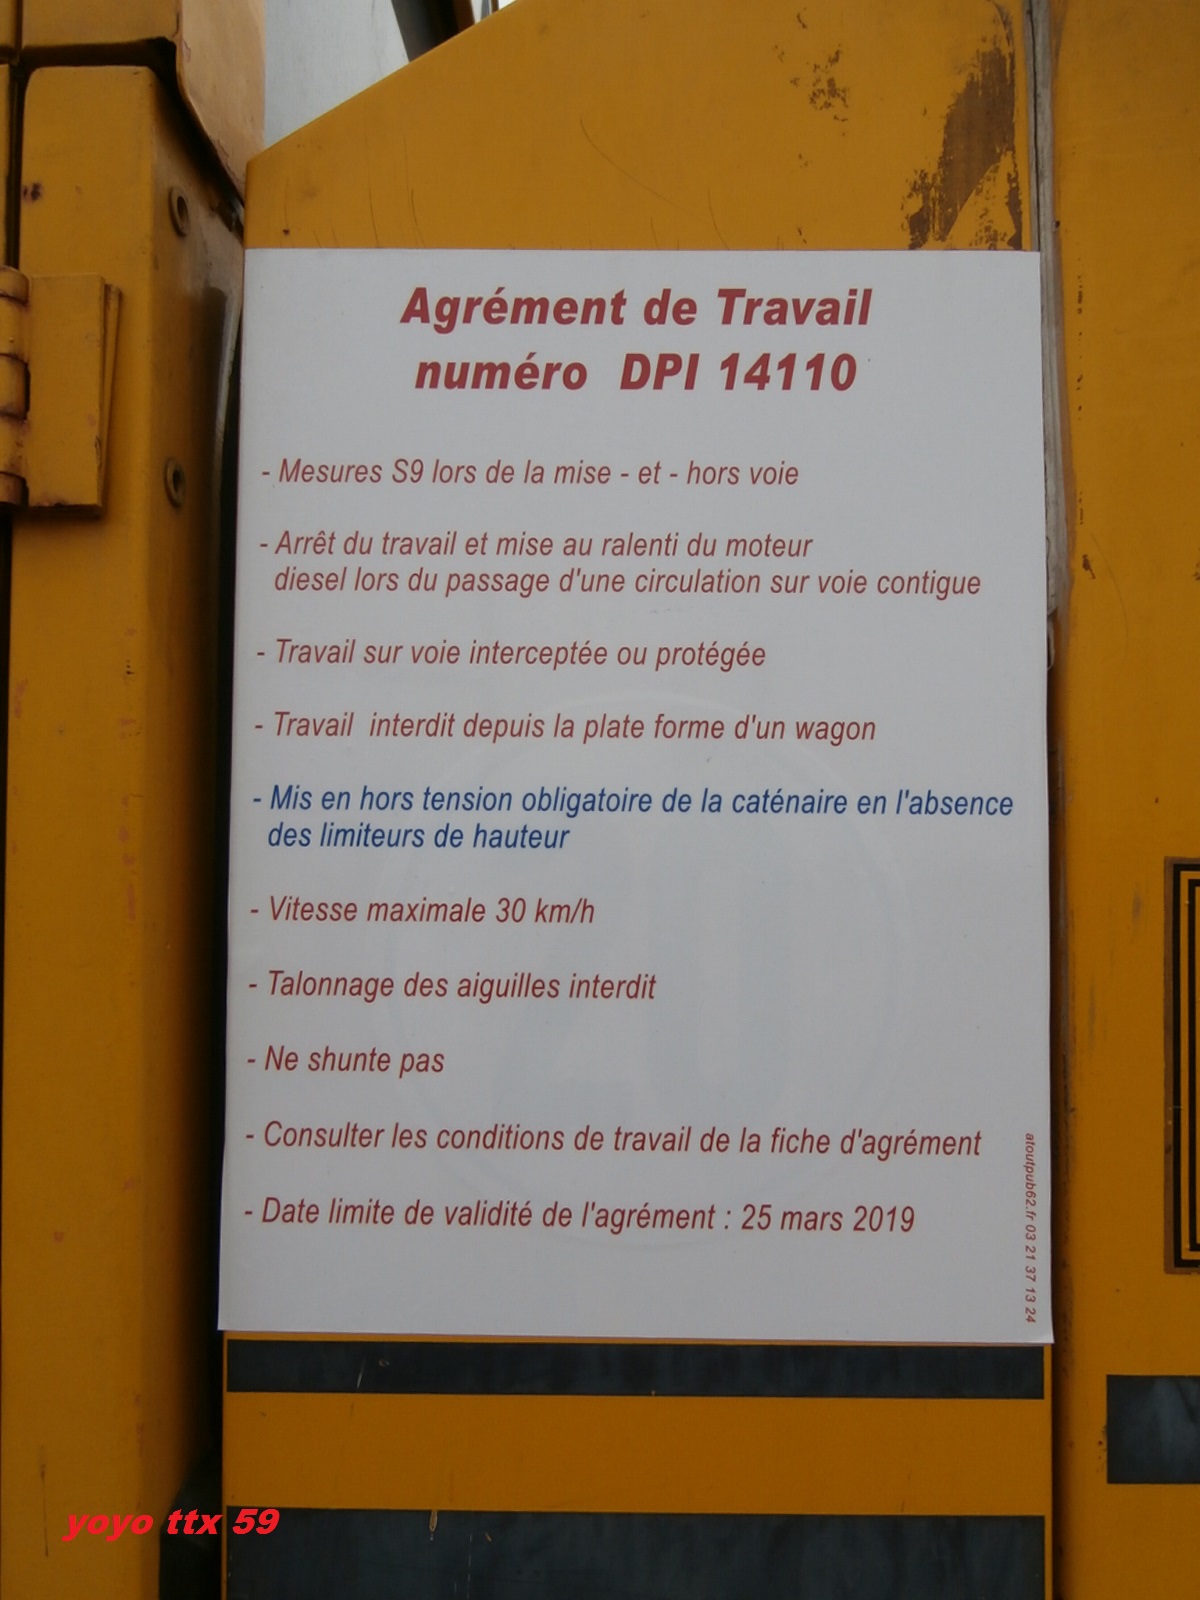 Agrément de Travail
numéro DPI 14110
- Mesures S9 lors de la mise - et - hors voie
- Arrêt du travail et mise au ralenti du moteur
diesel lors du passage d'une circulation sur voie contigue
- Travail sur voie interceptée ou protégée
- Travail interdit depuis la plate forme d'un wagon
- Mis en hors tension obligatoire de la caténaire en l'absence
des limiteurs de hauteur
- Vitesse maximale 30 km/h
- Talonnage des aiguilles interdit
- Ne shunte pas
- Consulter les conditions de travail de la fiche d'agrément
- Date limite de validité de l'agrément : 25 mars 2019
atoutpub62.fr 03 21 37 13 24
yoyo ttx 59